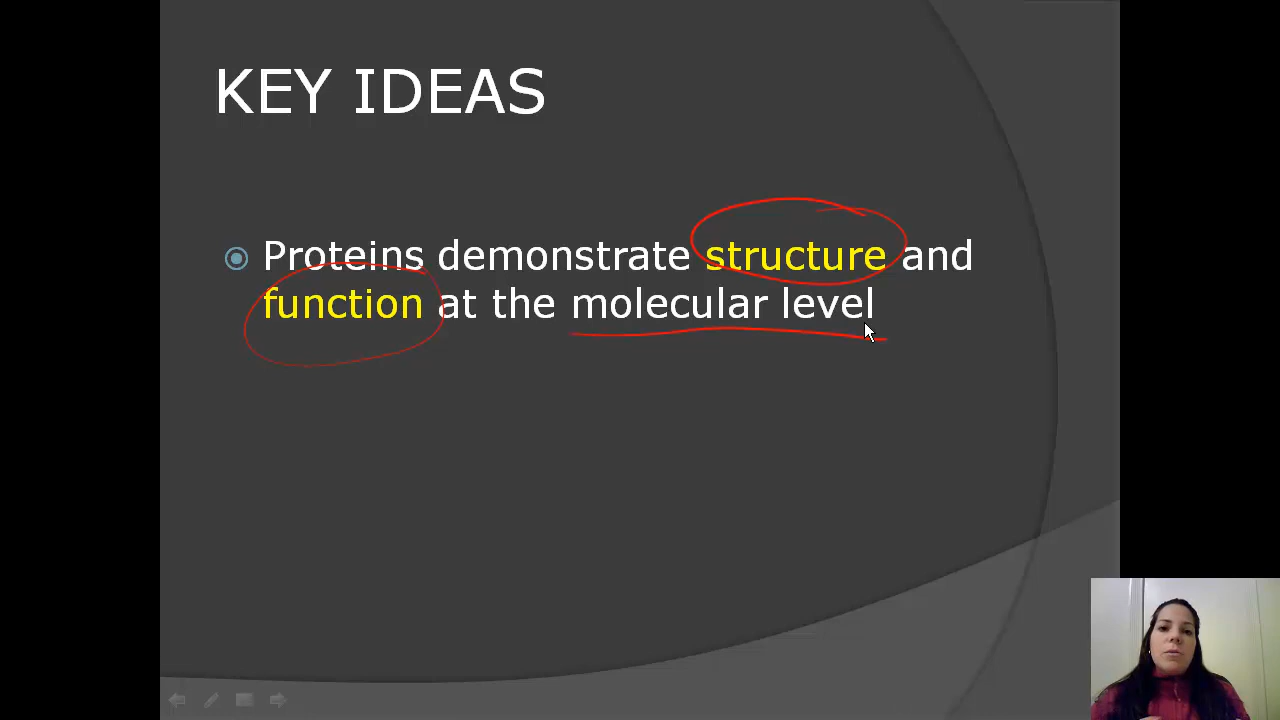 KEY IDEAS
Proteins demonstrate structure and
function at the molecular level